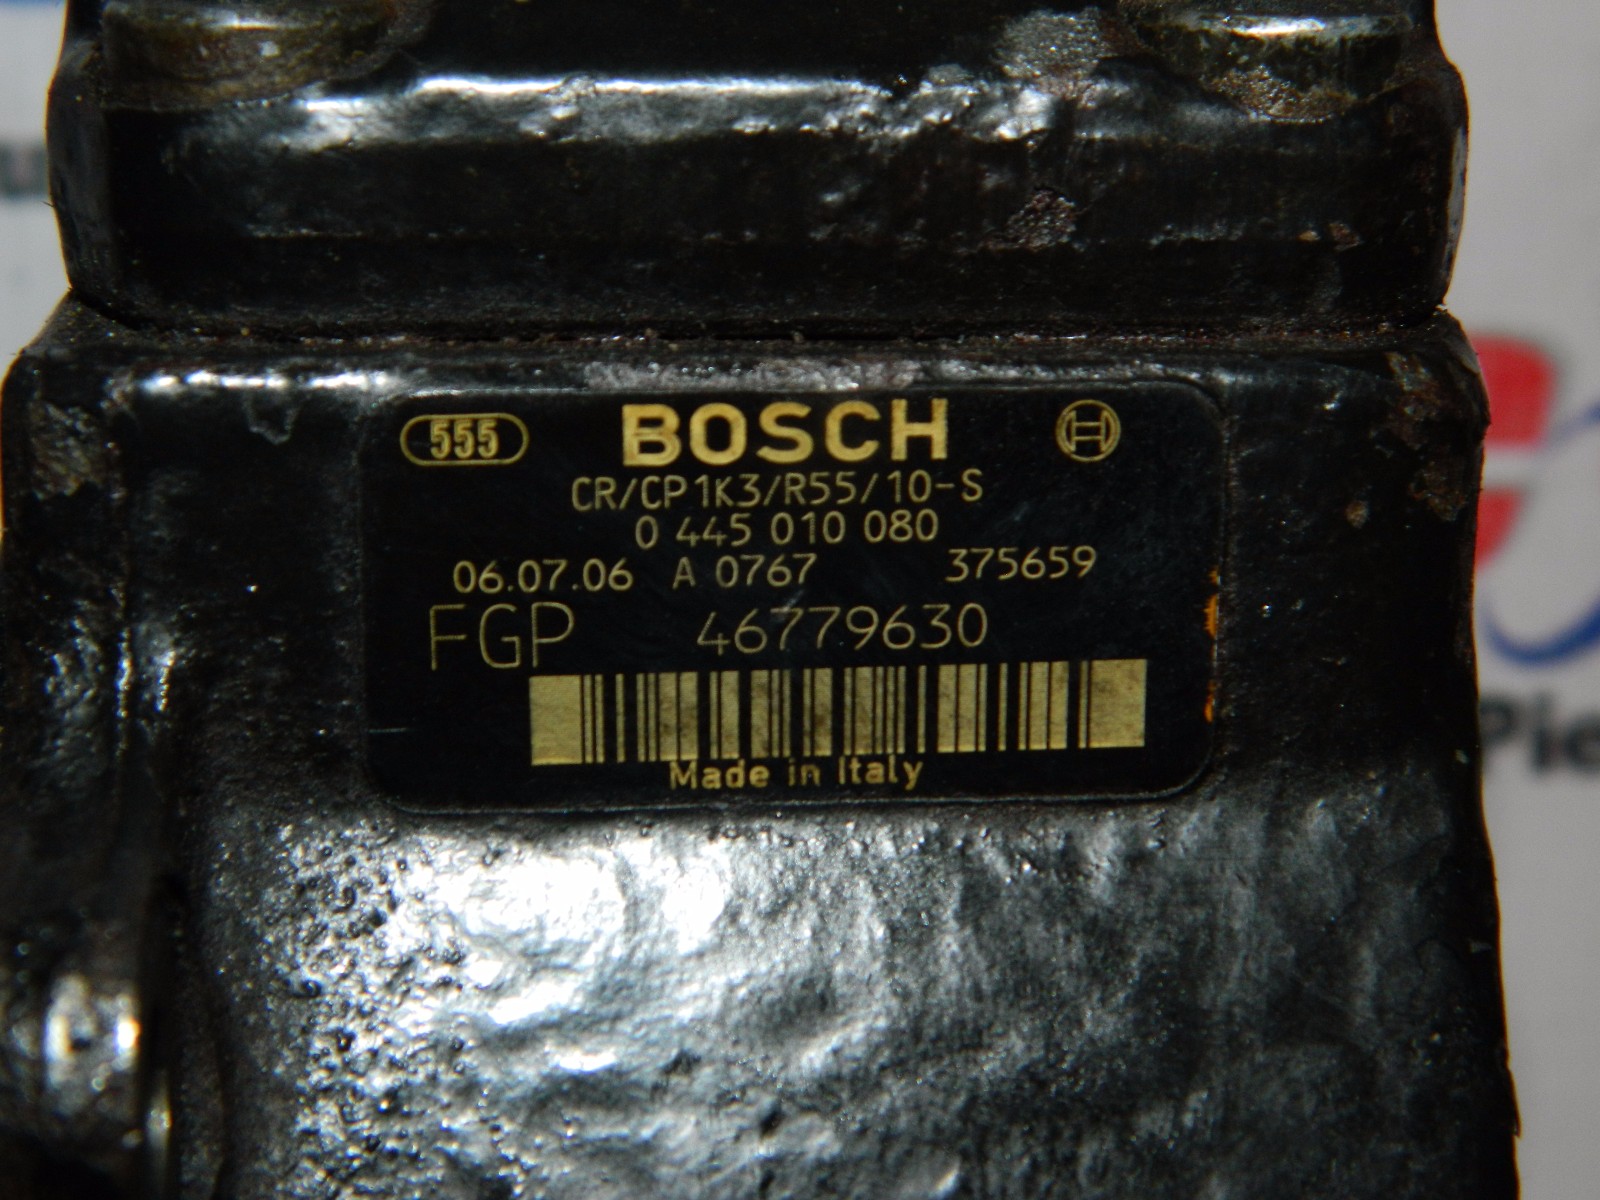 555 BOSCH
CR/CP1K3/R55/10-S
0 445 010 080
06.07.06 A 0767 375659
FGP 46779630
Made in Italy
Pie